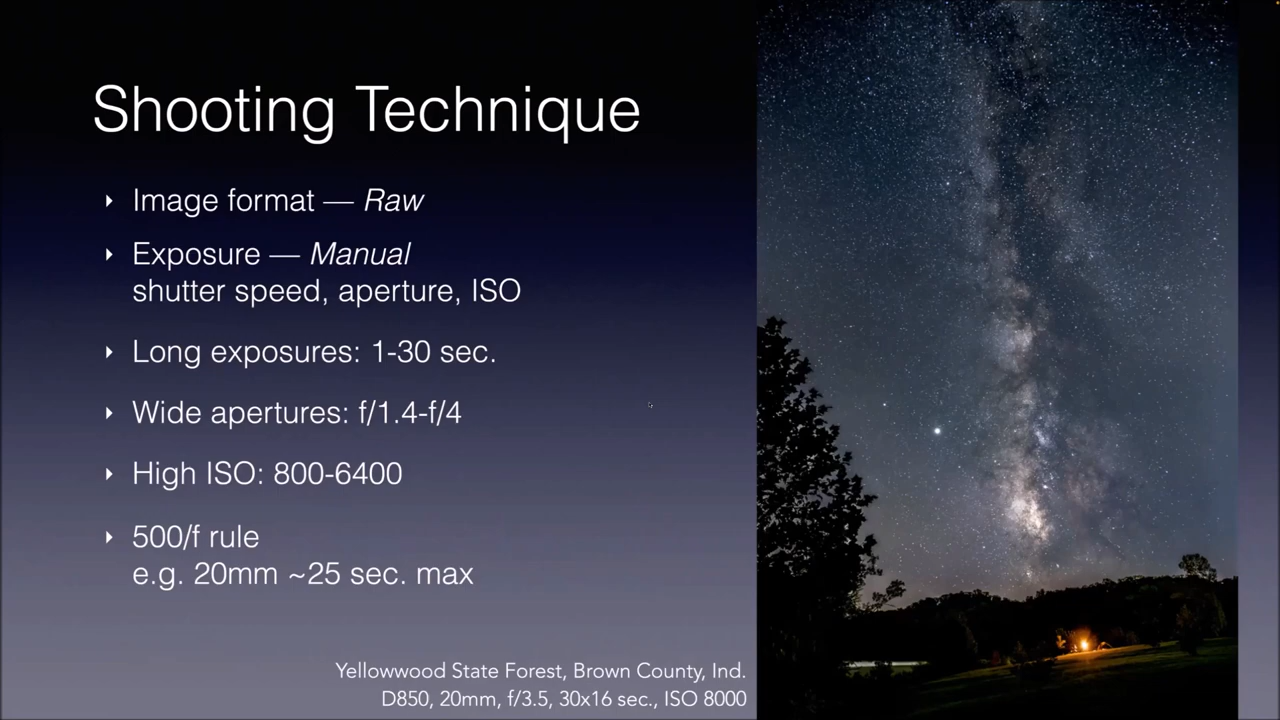 Shooting Technique
Image format — Raw
Exposure — Manual
shutter speed, aperture, ISO
Long exposures: 1-30 sec.
Wide apertures: f/1.4-f/4
High ISO: 800-6400
500/f rule
e.g. 20mm ~25 sec. max
Yellowwood State Forest, Brown County, Ind.
D850, 20mm, f/3.5, 30x16 sec., ISO 8000